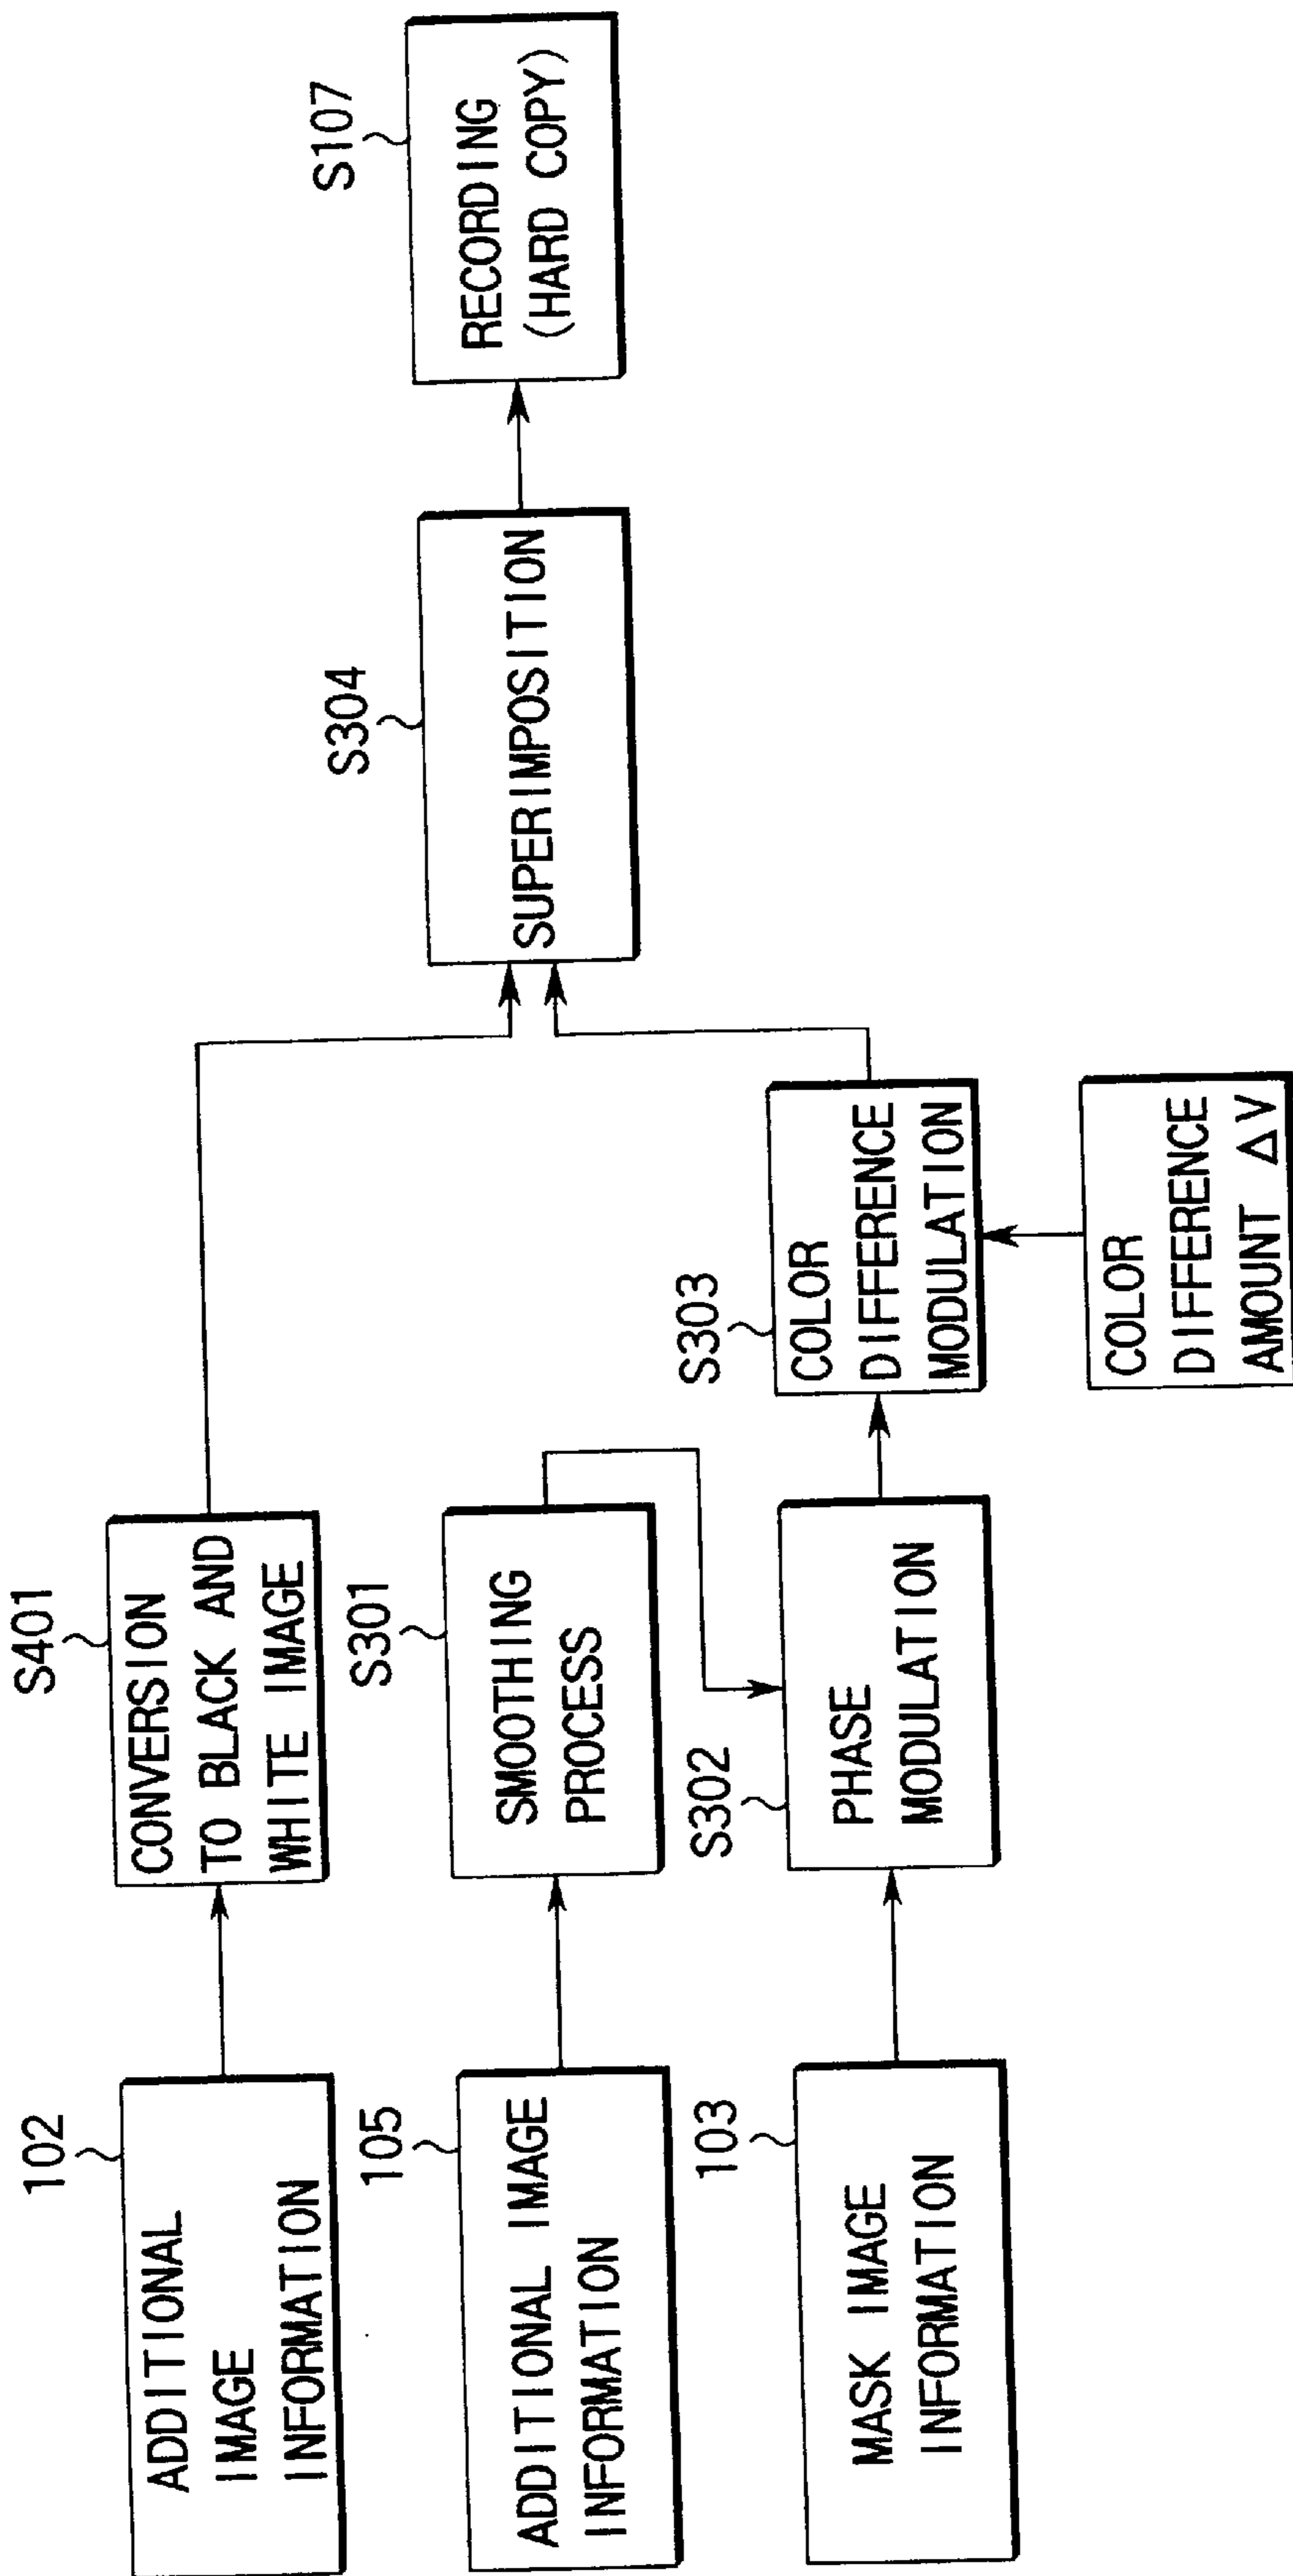 102
ADDITIONAL
IMAGE
INFORMATION
S401
CONVERSION
TO BLACK AND
WHITE IMAGE
105
ADDITIONAL IMAGE
INFORMATION
S301
SMOOTHING
PROCESS
103
MASK IMAGE
INFORMATION
S302
PHASE
MODULATION
S303
COLOR
DIFFERENCE
MODULATION
COLOR
DIFFERENCE
AMOUNT ΔV
S304
SUPERIMPOSITION
S107
RECORDING
(HARD COPY)